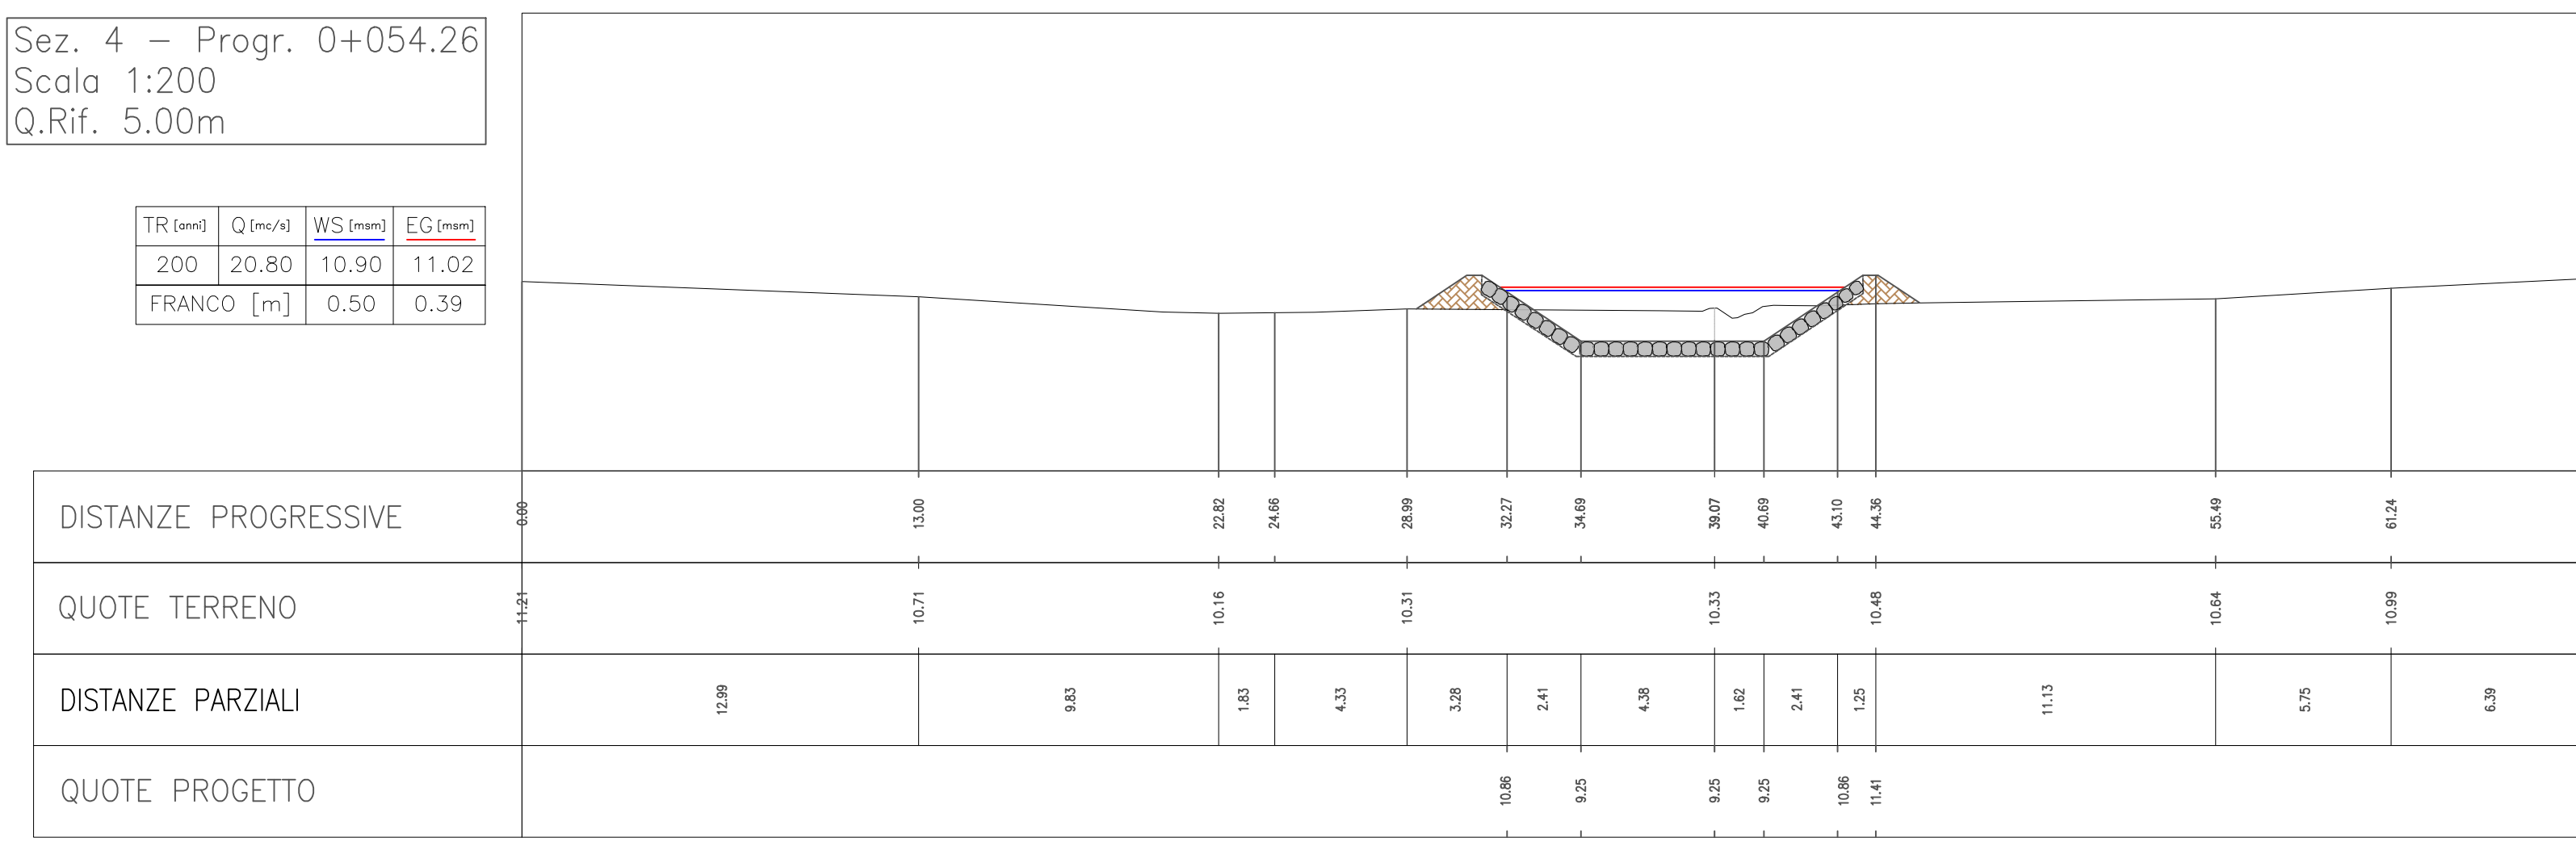 Sez. 4 – Progr. 0+054.26
Scala 1:200
Q.Rif. 5.00m
TR [anni] Q [mc/s] WS [msm] EG [msm]
200 20.80 10.90 11.02
FRANCO [m] 0.50 0.39
DISTANZE PROGRESSIVE 0.00 13.00 22.82 24.66 28.99 32.27 34.69 39.07 40.69 43.10 44.36 55.49 61.24
QUOTE TERRENO 11.21 10.71 10.16 10.31 10.33 10.48 10.64 10.99
DISTANZE PARZIALI 12.99 9.83 1.83 4.33 3.28 2.41 4.38 1.62 2.41 1.25 11.13 5.75 6.39
QUOTE PROGETTO 10.86 9.25 9.25 9.25 10.86 11.41